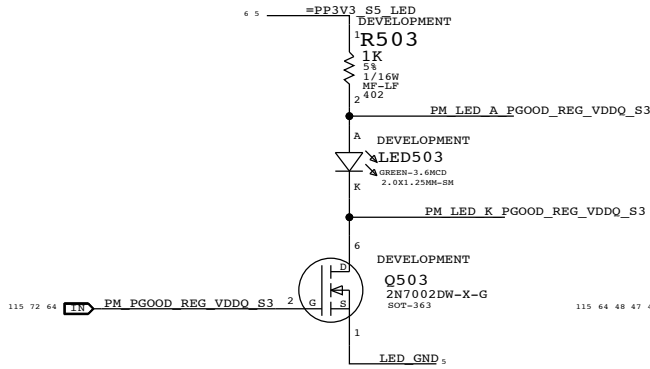 6 5
=PP3V3_S5_LED
DEVELOPMENT
1
R503
1K
5%
1/16W
MF-LF
402
2
PM_LED_A_PGOOD_REG_VDDQ_S3
A
DEVELOPMENT
LED503
GREEN-3.6MCD
2.0X1.25MM-SM
K
PM_LED_K_PGOOD_REG_VDDQ_S3
6
DEVELOPMENT
D
Q503
2N7002DW-X-G
SOT-363
115 72 64 IN PM_PGOOD_REG_VDDQ_S3 2 G S
115 64 48 47
1
LED_GND 5